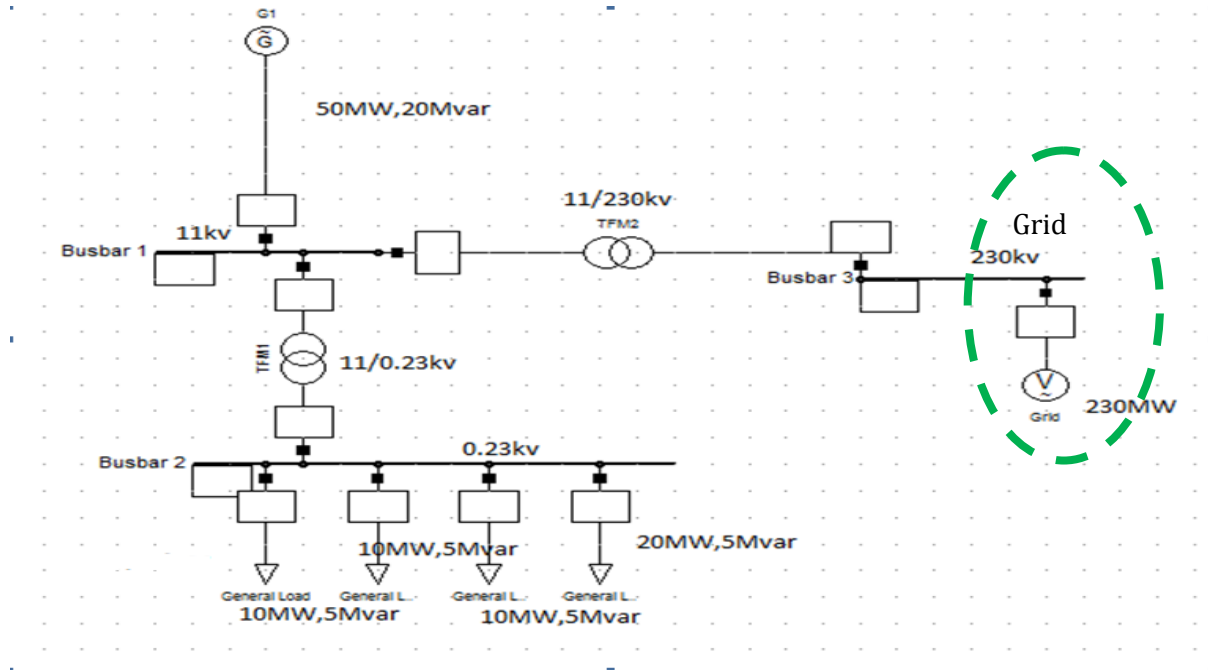 G1
G
50MW,20Mvar
11/230kv
TFM2
Grid
11kv
Busbar 1
230kv
Busbar 3
TFM1
11/0.23kv
V
Grid
230MW
0.23kv
Busbar 2
10MW,5Mvar
20MW,5Mvar
General Load
General L...
General L...
General L...
10MW,5Mvar
10MW,5Mvar